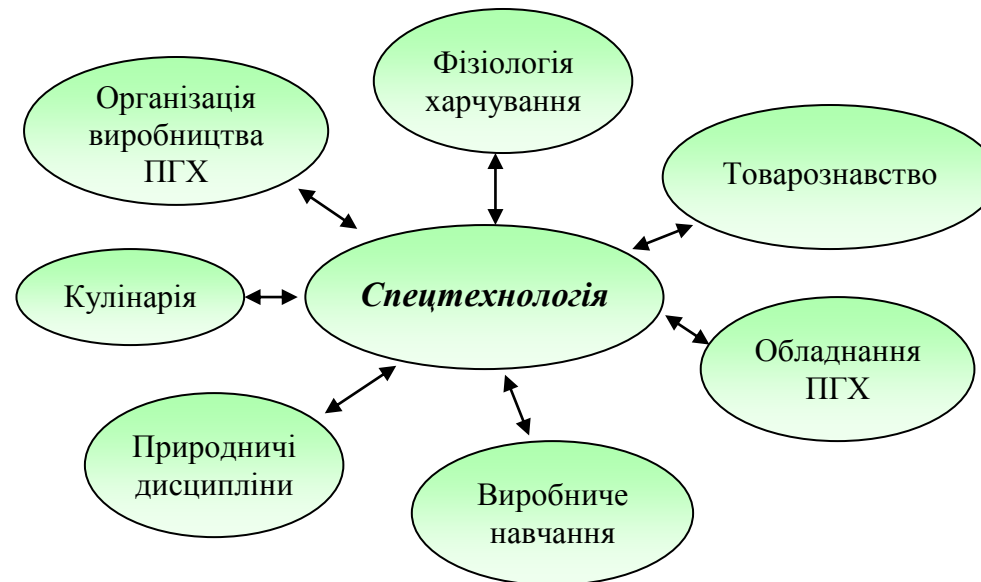 Фізіологія
харчування
Організація
виробництва
ПГХ
Товарознавство
Кулінарія
Спецтехнологія
Обладнання
ПГХ
Природничі
дисципліни
Виробниче
навчання